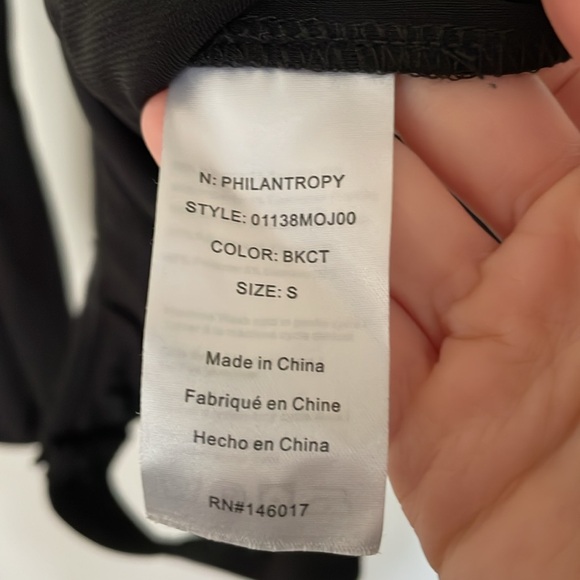 N: PHILANTROPY
STYLE: 01138MOJ00
COLOR: BKCT
SIZE: S
Made in China
Fabriqué en Chine
Hecho en China
RN#146017